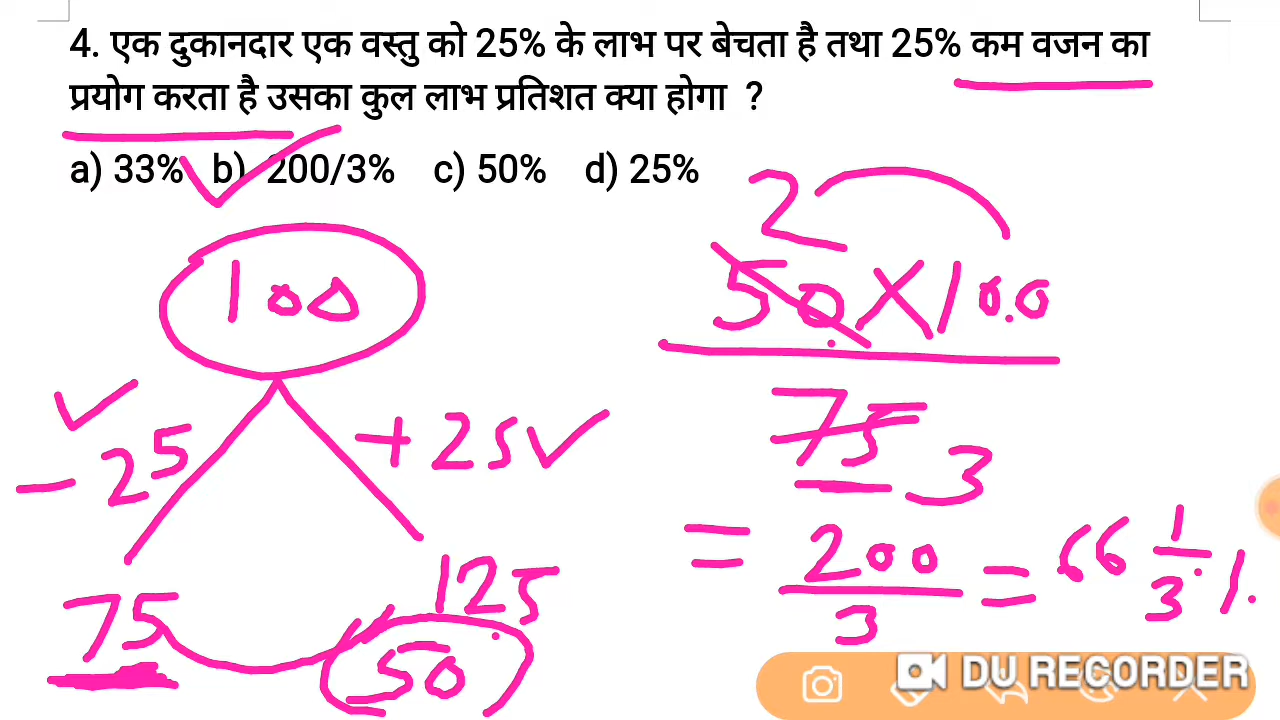 4. एक दुकानदार एक वस्तु को 25% के लाभ पर बेचता है तथा 25% कम वजन का
प्रयोग करता है उसका कुल लाभ प्रतिशत क्या होगा ?
a) 33% b) 200/3% c) 50% d) 25%
100
- 25 + 25
75 125
50
2
50 X 100
75 3
= 200/3 = 66 1/3 %
DU RECORDER